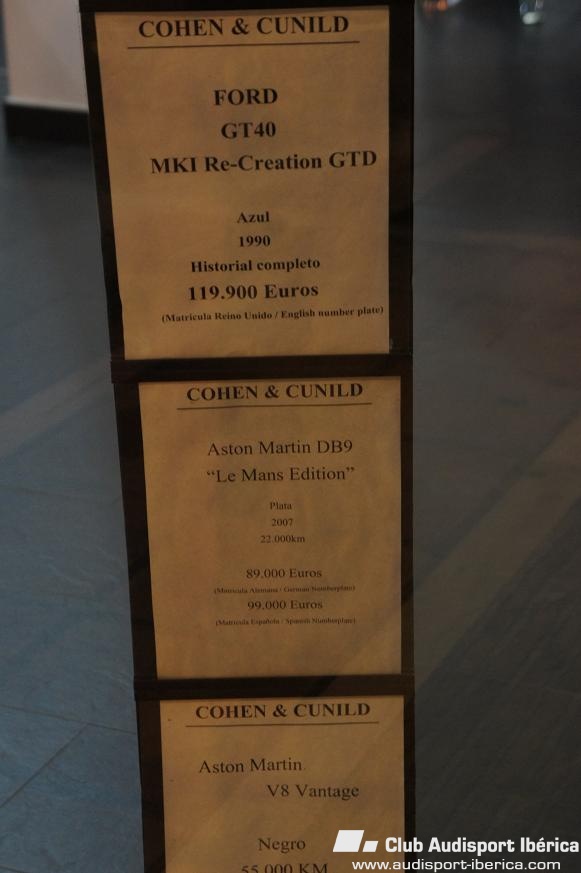 COHEN & CUNILD
FORD
GT40
MKI Re-Creation GTD
Azul
1990
Historial completo
119.900 Euros
(Matricula Reino Unido / English number plate)
COHEN & CUNILD
Aston Martin DB9
“Le Mans Edition”
Plata
2007
22.000km
89.000 Euros
(Matricula Alemana / German Numberplate)
99.000 Euros
(Matricula Española / Spanish Numberplate)
COHEN & CUNILD
Aston Martin
V8 Vantage
Negro
55.000 KM
Club Audisport Ibérica
www.audisport-iberica.com